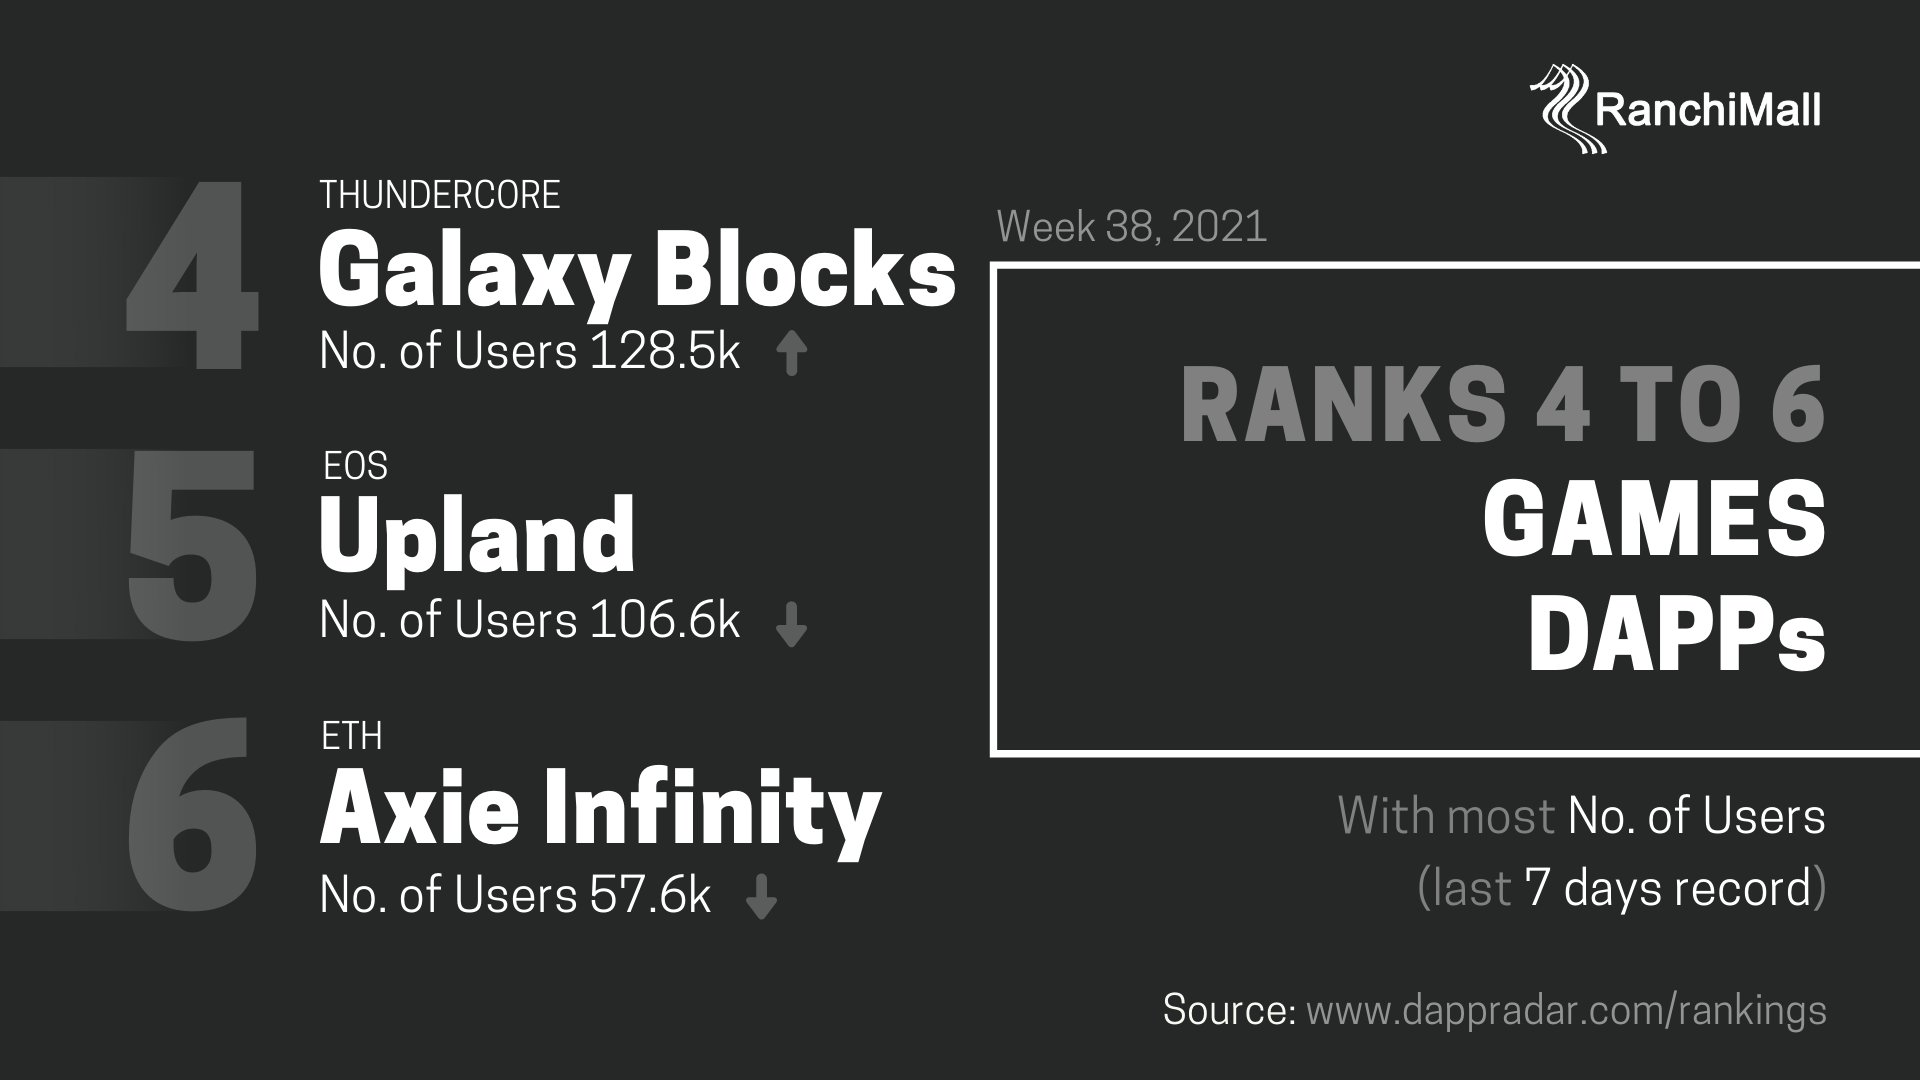 RanchiMall
4
THUNDERCORE
Galaxy Blocks
No. of Users 128.5k
5
EOS
Upland
No. of Users 106.6k
6
ETH
Axie Infinity
No. of Users 57.6k
Week 38, 2021
RANKS 4 TO 6
GAMES
DAPPs
With most No. of Users
(last 7 days record)
Source: www.dappradar.com/rankings